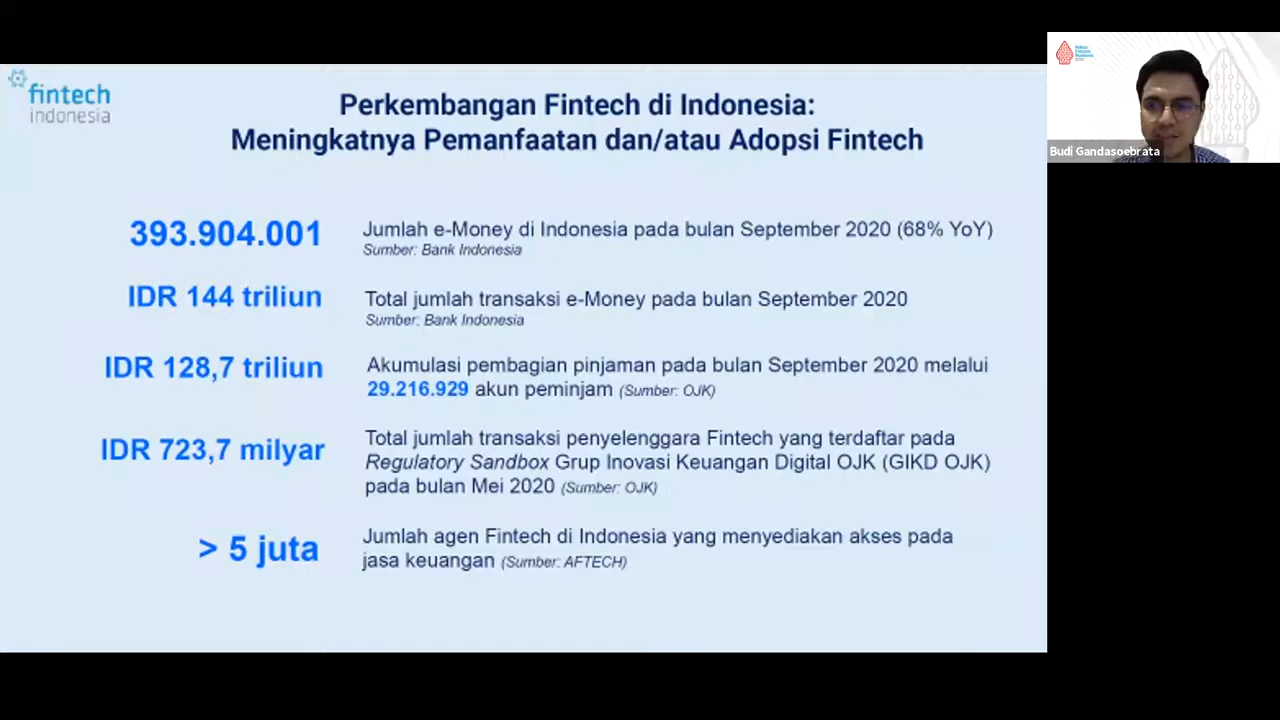 fintech
indonesia
Perkembangan Fintech di Indonesia:
Meningkatnya Pemanfaatan dan/atau Adopsi Fintech
393.904.001
Jumlah e-Money di Indonesia pada bulan September 2020 (68% YoY)
Sumber: Bank Indonesia
IDR 144 triliun
Total jumlah transaksi e-Money pada bulan September 2020
Sumber: Bank Indonesia
IDR 128,7 triliun
Akumulasi pembagian pinjaman pada bulan September 2020 melalui
29.216.929 akun peminjam (Sumber: OJK)
IDR 723,7 milyar
Total jumlah transaksi penyelenggara Fintech yang terdaftar pada
Regulatory Sandbox Grup Inovasi Keuangan Digital OJK (GIKD OJK)
pada bulan Mei 2020 (Sumber: OJK)
> 5 juta
Jumlah agen Fintech di Indonesia yang menyediakan akses pada
jasa keuangan (Sumber: AFTECH)
Budi Gandasoebrata